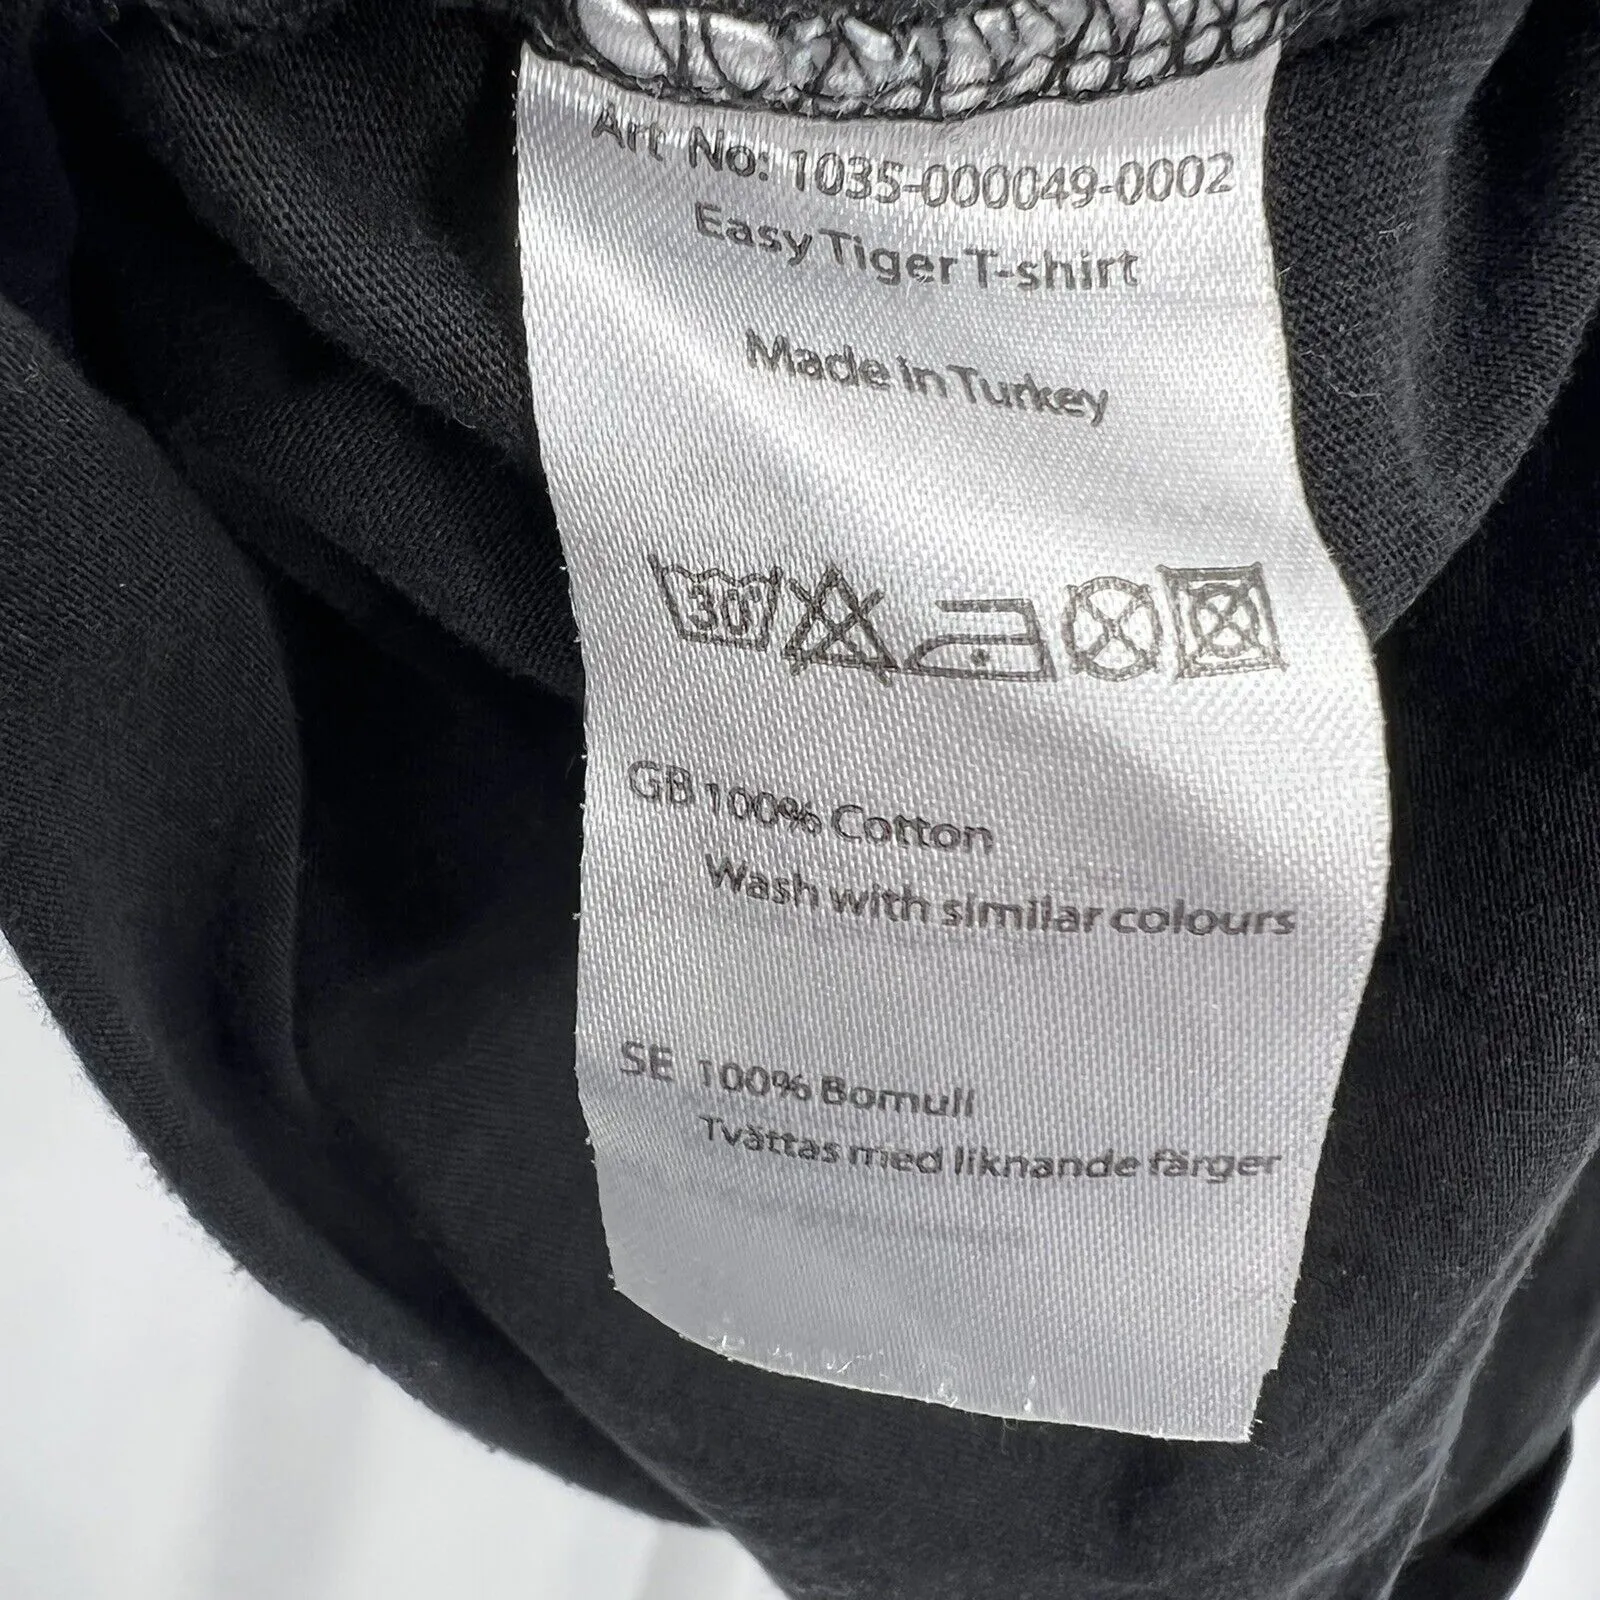 Art No: 1035-000049-0002
Easy Tiger T-shirt
Made in Turkey
30°
GB 100% Cotton
Wash with similar colours
SE 100% Bomull
Tvättas med liknande färger